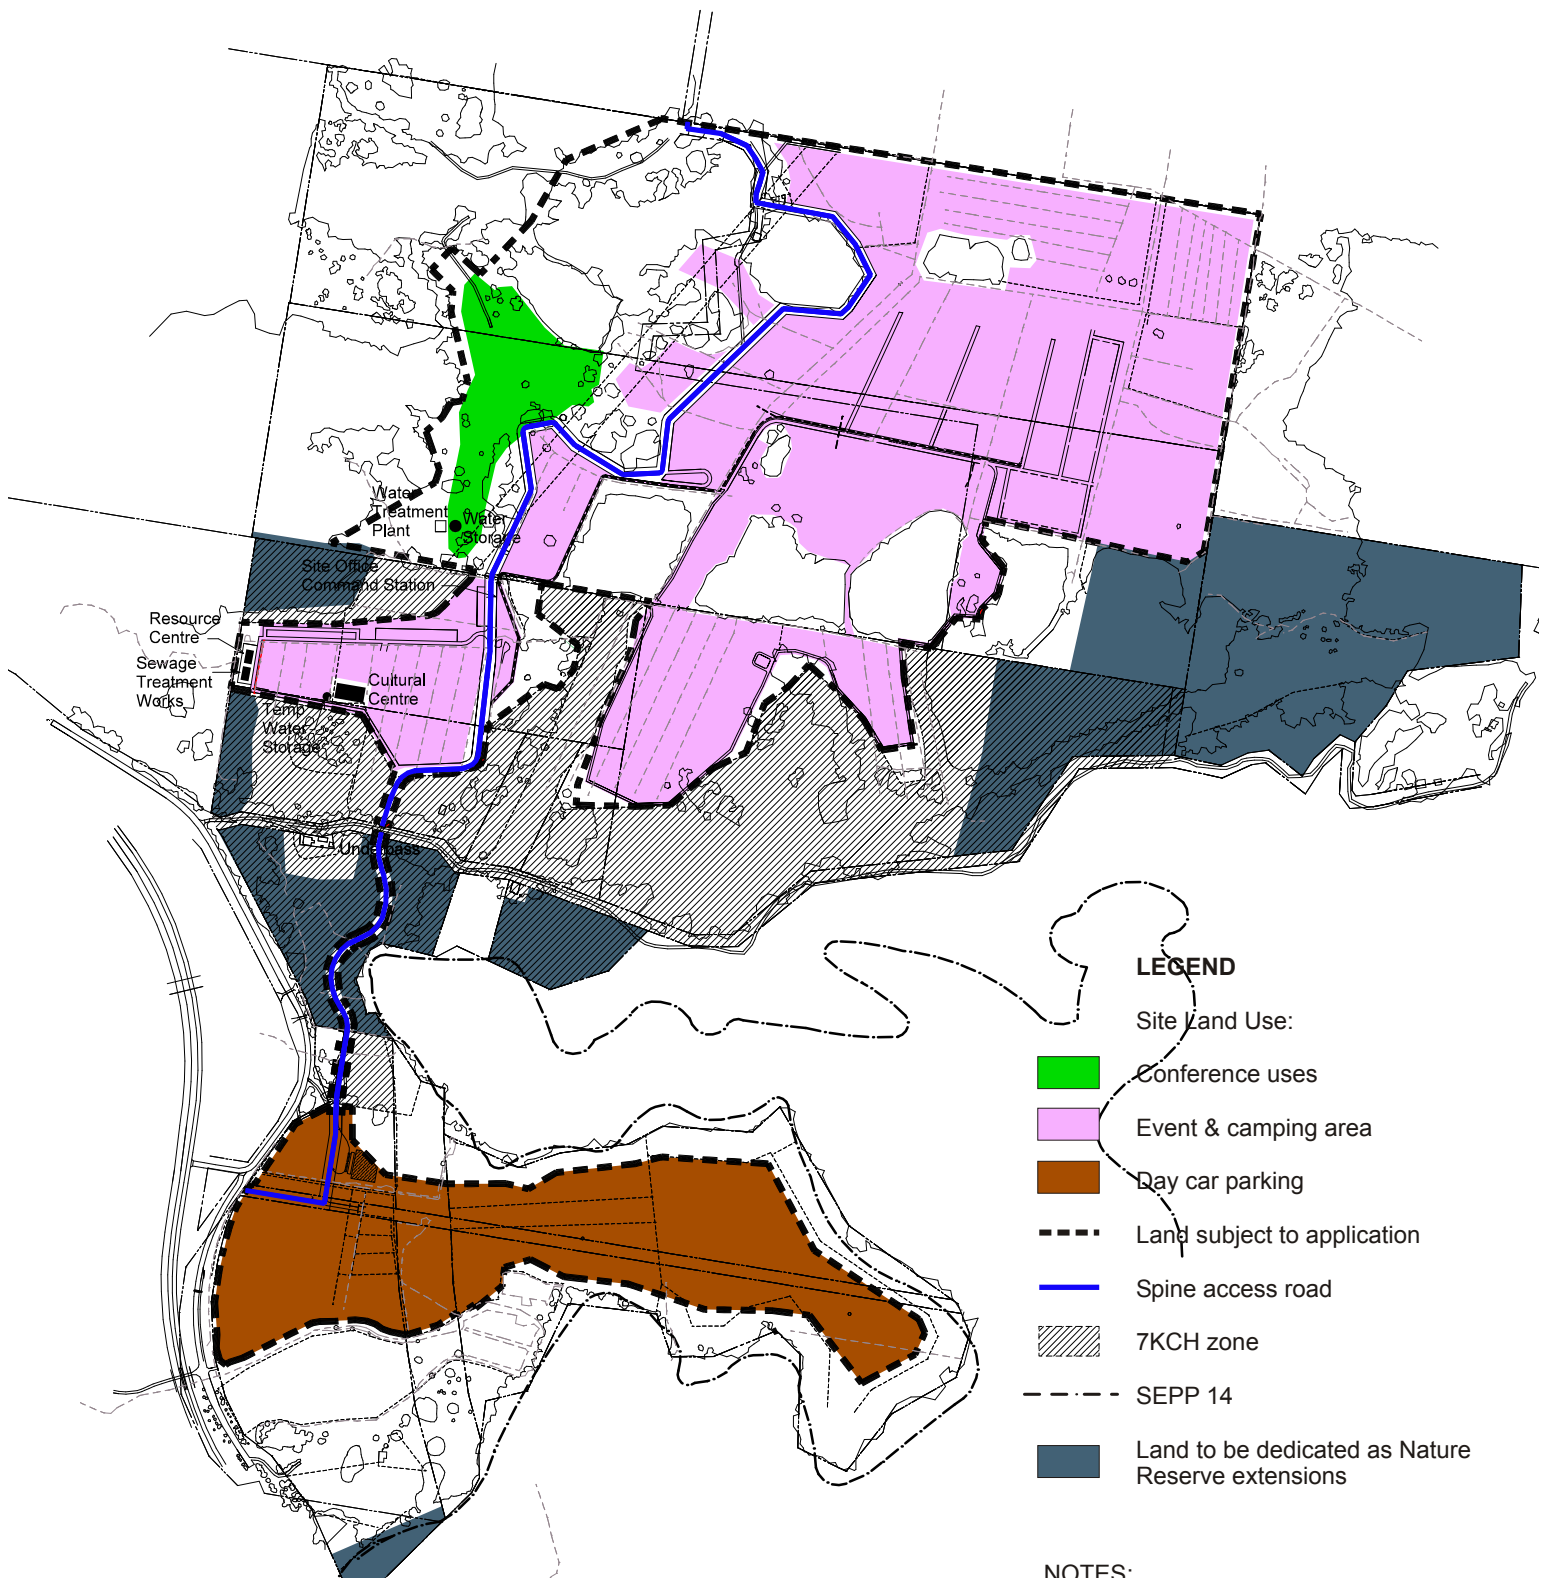 Water
Treatment
Plant
Water
Storage
Site Office
Command Station
Resource
Centre
Sewage
Treatment
Works
Cultural
Centre
Temp
Water
Storage
Underpass
LEGEND
Site Land Use:
Conference uses
Event & camping area
Day car parking
Land subject to application
Spine access road
7KCH zone
SEPP 14
Land to be dedicated as Nature
Reserve extensions
NOTES: